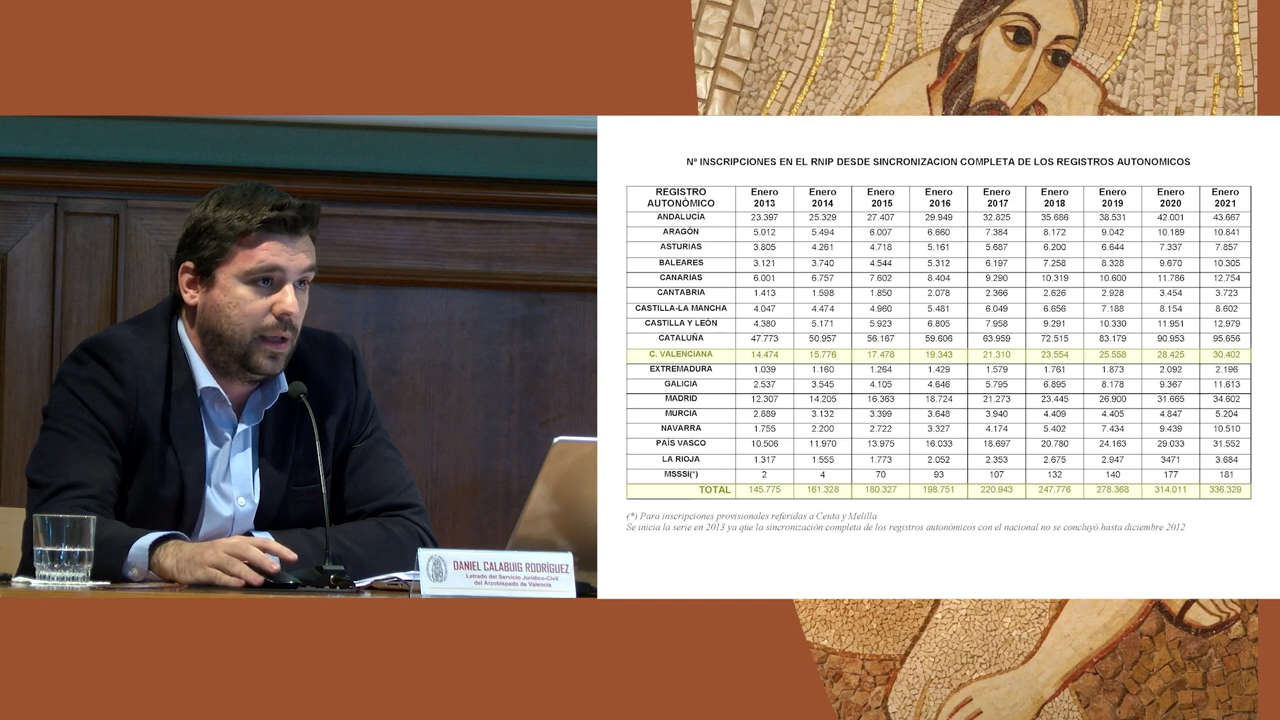 DANIEL CALABUIG RODRÍGUEZ
Letrado del Servicio Jurídico-Civil
del Arzobispado de Valencia
Nº INSCRIPCIONES EN EL RNIP DESDE SINCRONIZACION COMPLETA DE LOS REGISTROS AUTONOMICOS
REGISTRO AUTONÓMICO Enero 2013 Enero 2014 Enero 2015 Enero 2016 Enero 2017 Enero 2018 Enero 2019 Enero 2020 Enero 2021
ANDALUCÍA 23.397 25.329 27.407 29.949 32.825 35.686 38.531 42.001 43.667
ARAGÓN 5.012 5.494 6.007 6.660 7.384 8.172 9.042 10.189 10.841
ASTURIAS 3.805 4.261 4.718 5.161 5.687 6.200 6.644 7.337 7.857
BALEARES 3.121 3.740 4.544 5.312 6.197 7.258 8.328 9.670 10.305
CANARIAS 6.001 6.757 7.602 8.404 9.290 10.319 10.600 11.786 12.754
CANTABRIA 1.413 1.598 1.850 2.078 2.366 2.626 2.928 3.454 3.723
CASTILLA-LA MANCHA 4.047 4.474 4.960 5.481 6.049 6.656 7.188 8.154 8.602
CASTILLA Y LEÓN 4.380 5.171 5.923 6.805 7.958 9.291 10.330 11.951 12.979
CATALUÑA 47.773 50.957 56.167 59.606 63.959 72.515 83.179 90.953 95.656
C. VALENCIANA 14.474 15.776 17.478 19.343 21.310 23.554 25.558 28.425 30.402
EXTREMADURA 1.039 1.160 1.264 1.429 1.579 1.761 1.873 2.092 2.196
GALICIA 2.537 3.545 4.105 4.646 5.795 6.895 8.178 9.367 11.613
MADRID 12.307 14.205 16.363 18.724 21.273 23.445 26.900 31.665 34.602
MURCIA 2.889 3.132 3.399 3.648 3.940 4.409 4.405 4.847 5.204
NAVARRA 1.755 2.200 2.722 3.327 4.174 5.402 7.434 9.439 10.510
PAÍS VASCO 10.506 11.970 13.975 16.033 18.697 20.780 24.163 29.033 31.552
LA RIOJA 1.317 1.555 1.773 2.052 2.353 2.675 2.947 3471 3.684
MSSSI(*) 2 4 70 93 107 132 140 177 181
TOTAL 145.775 161.328 180.327 198.751 220.943 247.776 278.368 314.011 336.329
(*) Para inscripciones provisionales referidas a Ceuta y Melilla
Se inicia la serie en 2013 ya que la sincronización completa de los registros autonómicos con el nacional no se concluyó hasta diciembre 2012